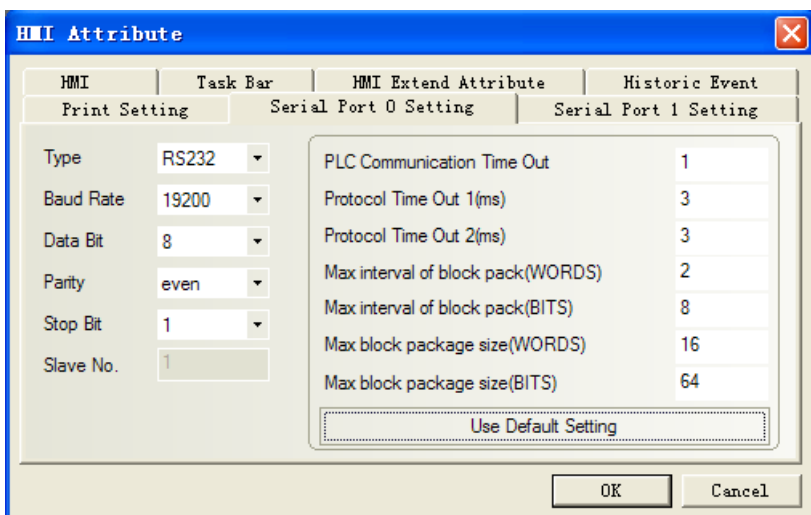 HMI Attribute
HMI Task Bar HMI Extend Attribute Historic Event
Print Setting Serial Port 0 Setting Serial Port 1 Setting
Type RS232
Baud Rate 19200
Data Bit 8
Parity even
Stop Bit 1
Slave No. 1
PLC Communication Time Out 1
Protocol Time Out 1(ms) 3
Protocol Time Out 2(ms) 3
Max interval of block pack(WORDS) 2
Max interval of block pack(BITS) 8
Max block package size(WORDS) 16
Max block package size(BITS) 64
Use Default Setting
OK Cancel